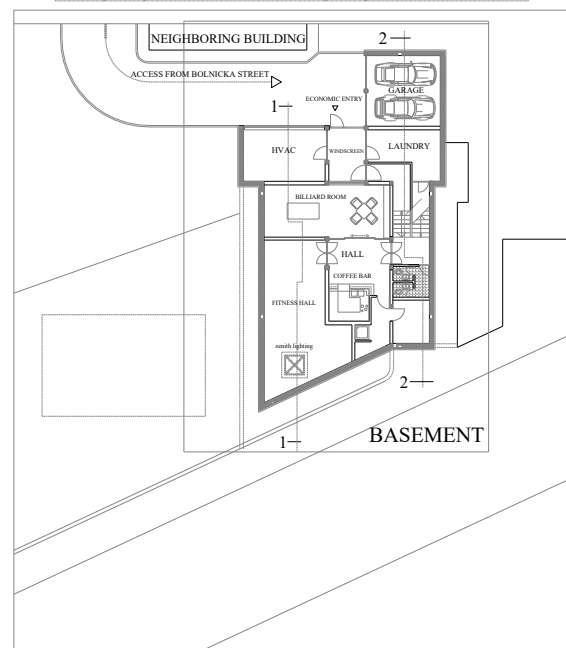 NEIGHBORING BUILDING
2
ACCESS FROM BOLNICKA STREET
GARAGE
1
ECONOMIC ENTRY
HVAC
WINDSCREEN
LAUNDRY
BILLIARD ROOM
HALL
COFFEE BAR
FITNESS HALL
zenith lighting
2
1
BASEMENT